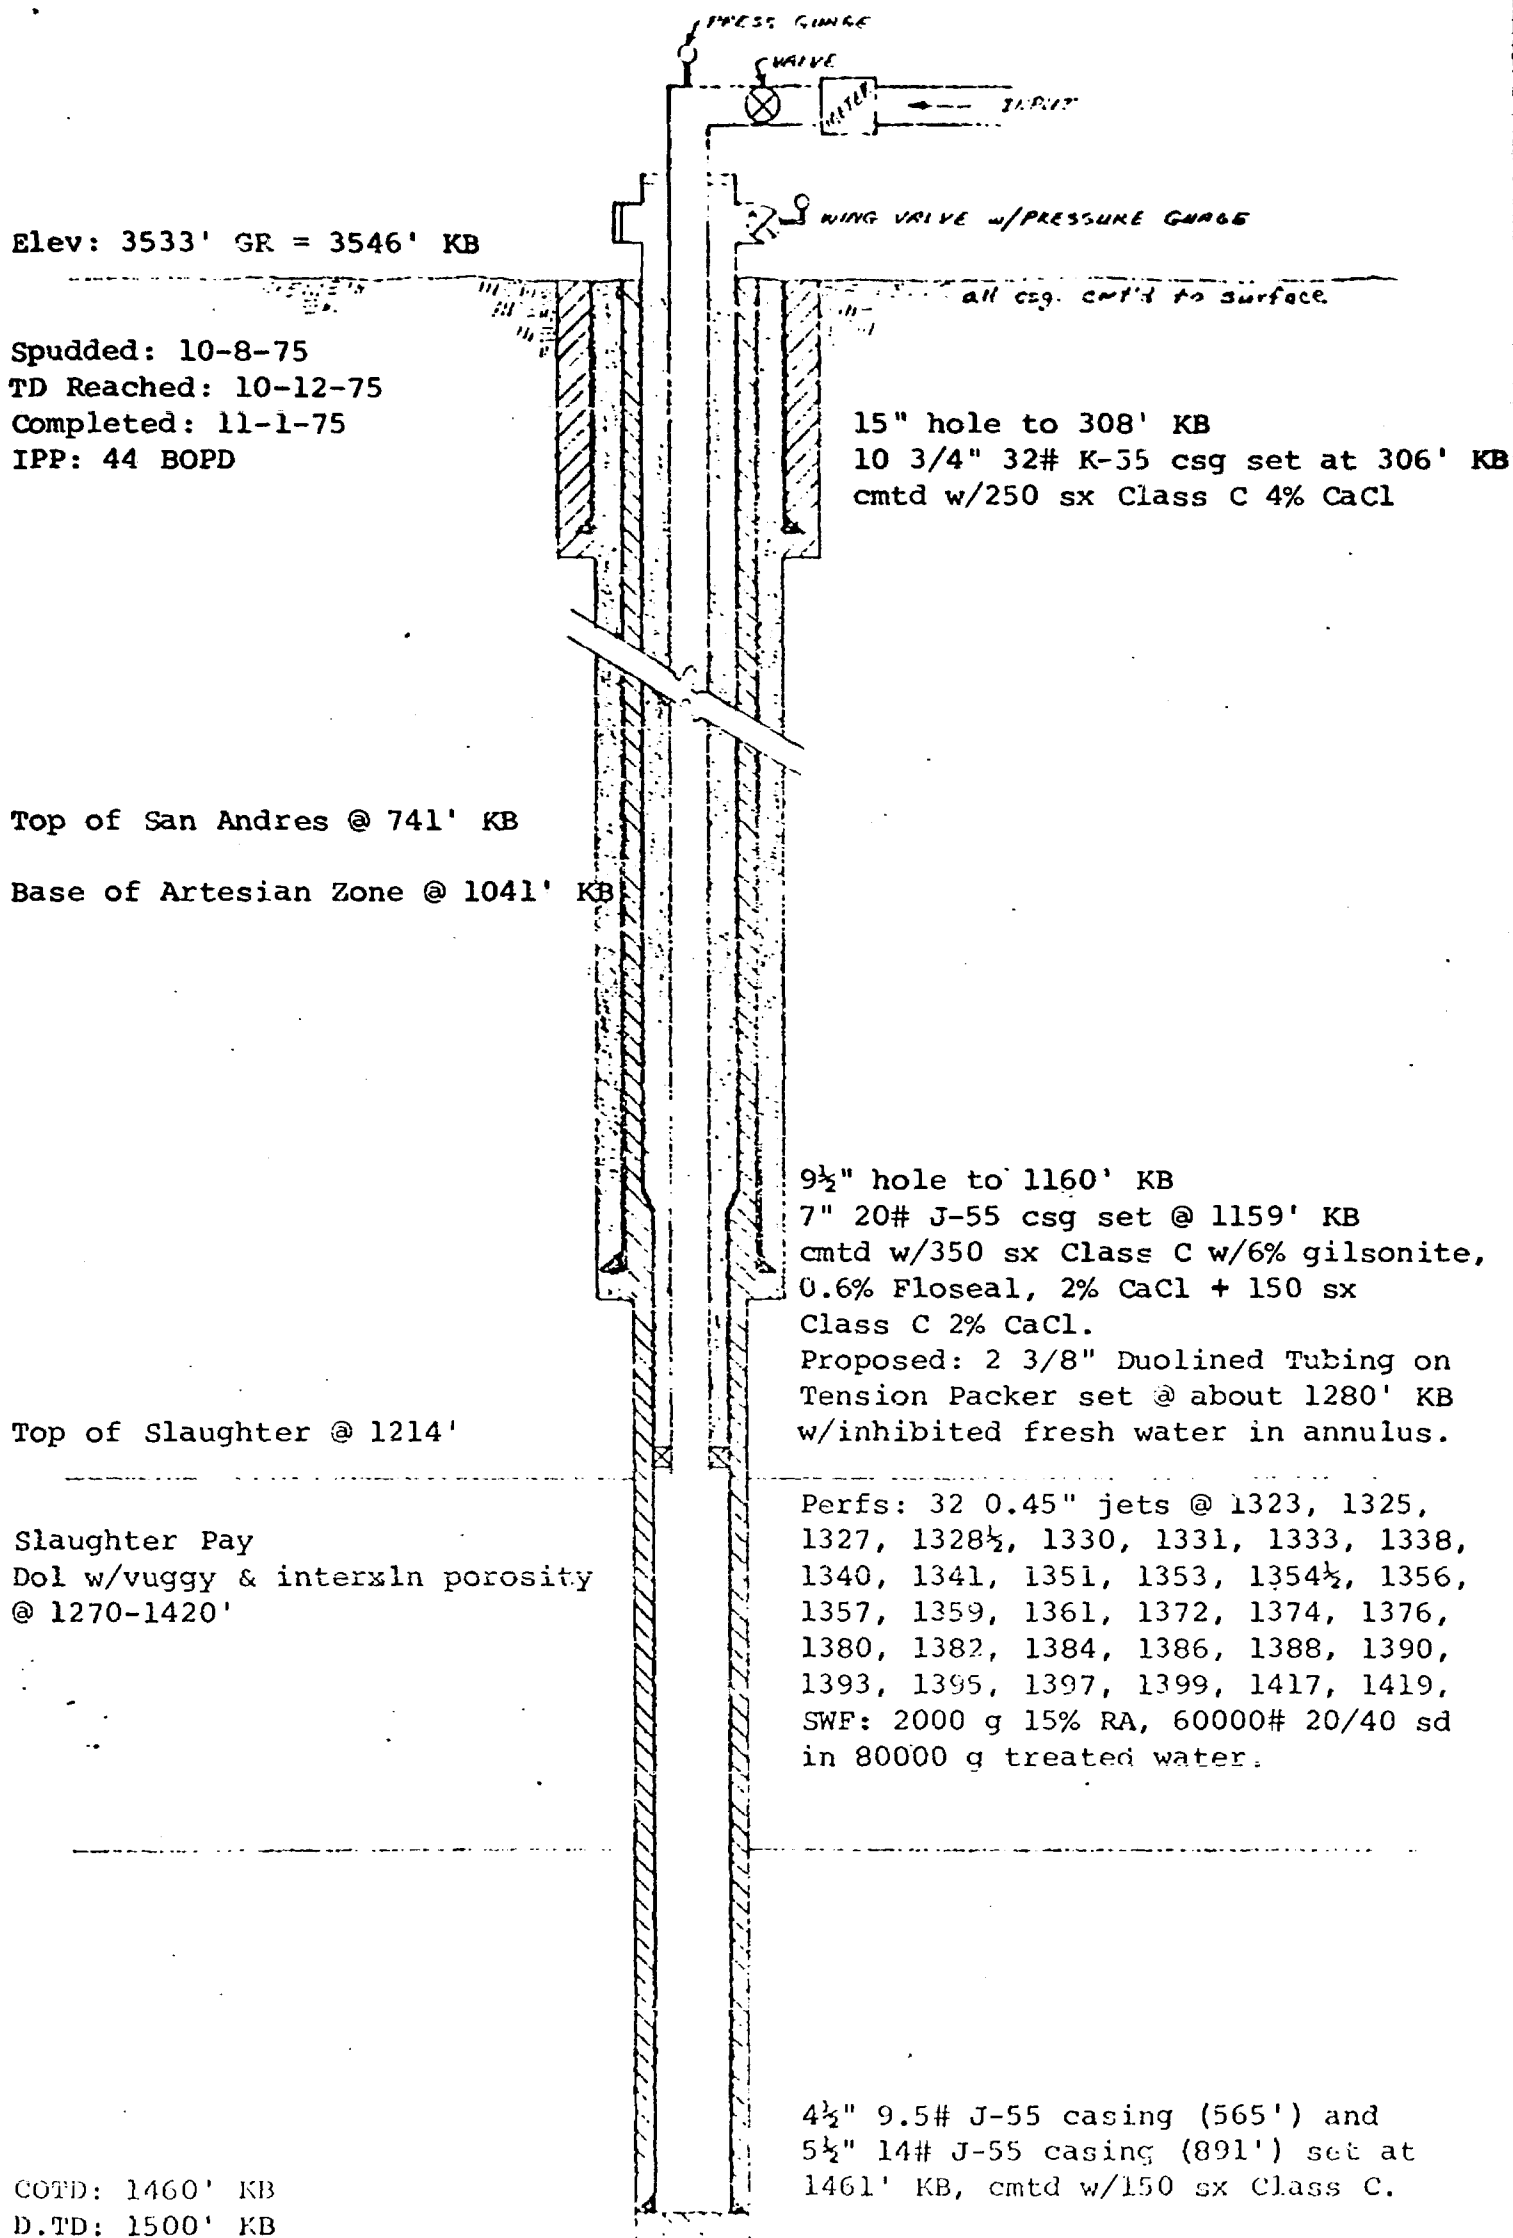 PRESS GUAGE
VALVE
METER
INPUT
WING VALVE w/PRESSURE GUAGE
Elev: 3533' GR = 3546' KB
all csg. cmt'd to surface
Spudded: 10-8-75
TD Reached: 10-12-75
Completed: 11-1-75
IPP: 44 BOPD
15" hole to 308' KB
10 3/4" 32# K-55 csg set at 306' KB
cmtd w/250 sx Class C 4% CaCl
Top of San Andres @ 741' KB
Base of Artesian Zone @ 1041' KB
9½" hole to 1160' KB
7" 20# J-55 csg set @ 1159' KB
cmtd w/350 sx Class C w/6% gilsonite,
0.6% Floseal, 2% CaCl + 150 sx
Class C 2% CaCl.
Proposed: 2 3/8" Duolined Tubing on
Tension Packer set @ about 1280' KB
w/inhibited fresh water in annulus.
Top of Slaughter @ 1214'
Slaughter Pay
Dol w/vuggy & interxln porosity
@ 1270-1420'
Perfs: 32 0.45" jets @ 1323, 1325,
1327, 1328½, 1330, 1331, 1333, 1338,
1340, 1341, 1351, 1353, 1354½, 1356,
1357, 1359, 1361, 1372, 1374, 1376,
1380, 1382, 1384, 1386, 1388, 1390,
1393, 1395, 1397, 1399, 1417, 1419,
SWF: 2000 g 15% RA, 60000# 20/40 sd
in 80000 g treated water.
4½" 9.5# J-55 casing (565') and
5½" 14# J-55 casing (891') set at
1461' KB, cmtd w/150 sx Class C.
COTD: 1460' KB
D.TD: 1500' KB